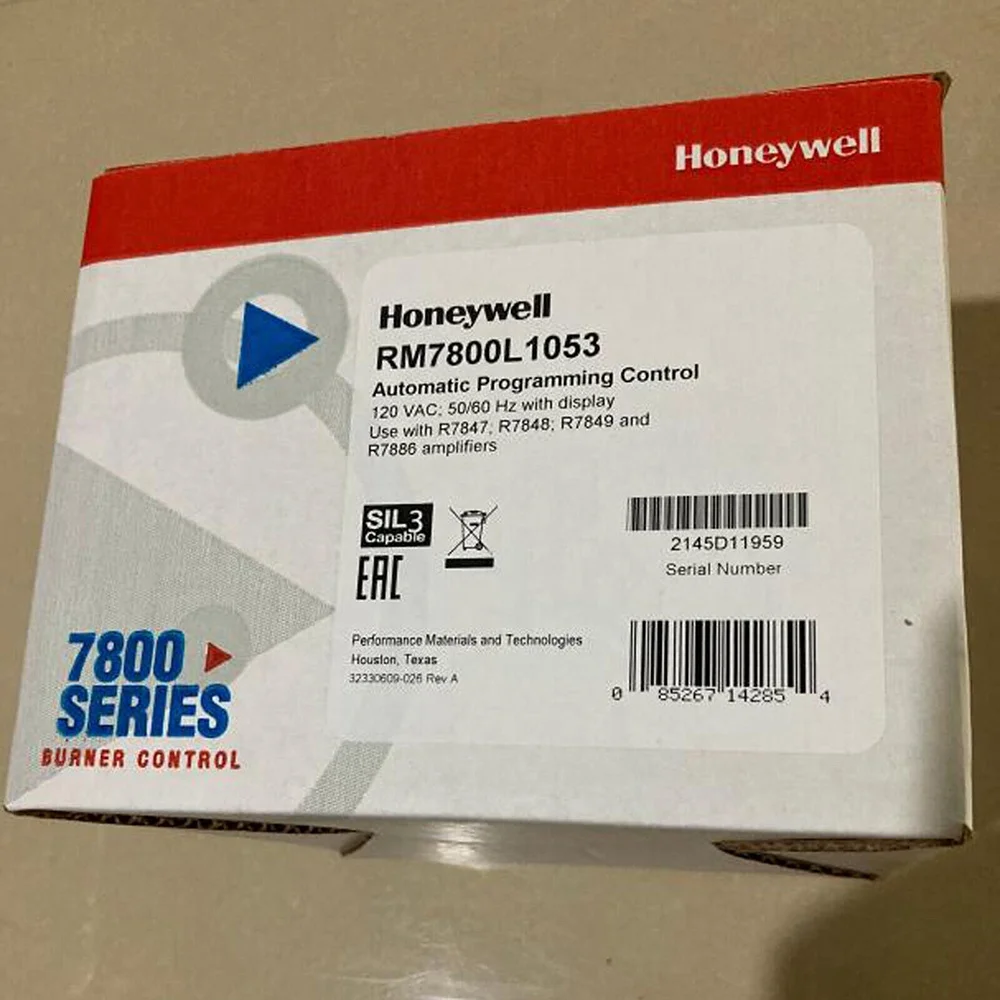 Honeywell
Honeywell
RM7800L1053
Automatic Programming Control
120 VAC; 50/60 Hz with display
Use with R7847; R7848; R7849 and
R7886 amplifiers
SIL 3
Capable
EAC
2145D11959
Serial Number
Performance Materials and Technologies
Houston, Texas
32330609-026 Rev A
0 85267 14285 4
7800
SERIES
BURNER CONTROL